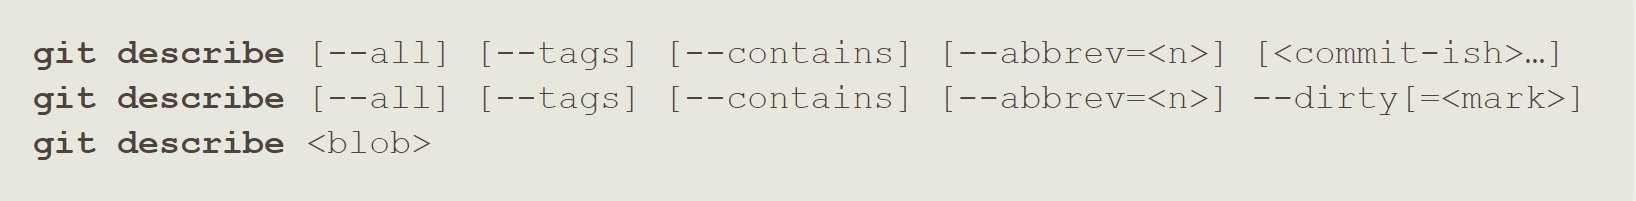 git describe [--all] [--tags] [--contains] [--abbrev=<n>] [<commit-ish>…]
git describe [--all] [--tags] [--contains] [--abbrev=<n>] --dirty[=<mark>]
git describe <blob>